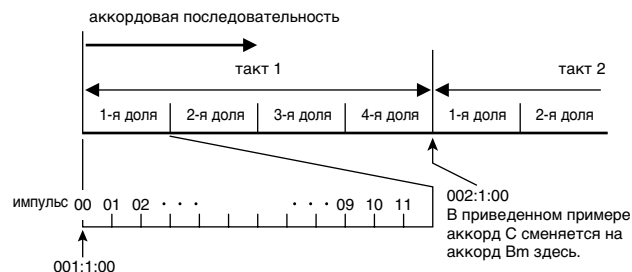 аккордовая последовательность
такт 1
такт 2
1-я доля 2-я доля 3-я доля 4-я доля 1-я доля 2-я доля
импульс 00 01 02 · · · · · · 09 10 11
001:1:00
002:1:00
В приведенном примере
аккорд C сменяется на
аккорд Bm здесь.